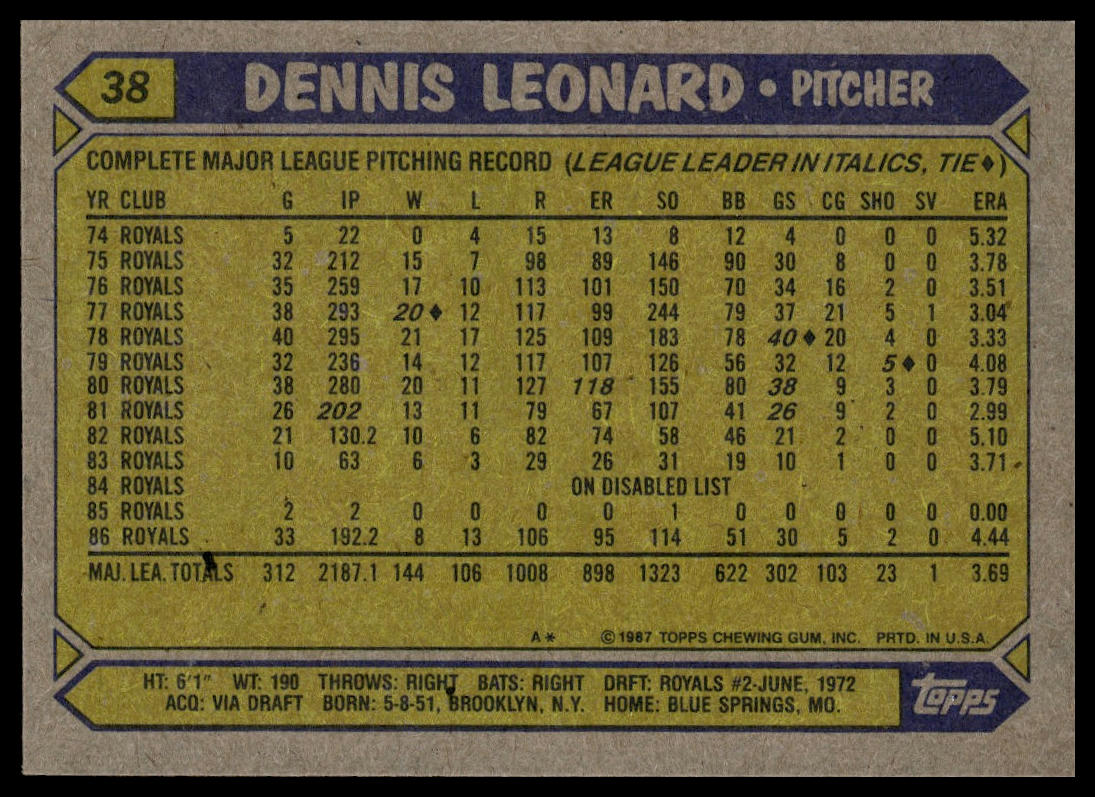 38 DENNIS LEONARD • PITCHER
COMPLETE MAJOR LEAGUE PITCHING RECORD (LEAGUE LEADER IN ITALICS, TIE♦)
YR CLUB G IP W L R ER SO BB GS CG SHO SV ERA
74 ROYALS 5 22 0 4 15 13 8 12 4 0 0 0 5.32
75 ROYALS 32 212 15 7 98 89 146 90 30 8 0 0 3.78
76 ROYALS 35 259 17 10 113 101 150 70 34 16 2 0 3.51
77 ROYALS 38 293 20♦ 12 117 99 244 79 37 21 5 1 3.04
78 ROYALS 40 295 21 17 125 109 183 78 40♦ 20 4 0 3.33
79 ROYALS 32 236 14 12 117 107 126 56 32 12 5♦ 0 4.08
80 ROYALS 38 280 20 11 127 118 155 80 38 9 3 0 3.79
81 ROYALS 26 202 13 11 79 67 107 41 26 9 2 0 2.99
82 ROYALS 21 130.2 10 6 82 74 58 46 21 2 0 0 5.10
83 ROYALS 10 63 6 3 29 26 31 19 10 1 0 0 3.71
84 ROYALS ON DISABLED LIST
85 ROYALS 2 2 0 0 0 0 1 0 0 0 0 0 0.00
86 ROYALS 33 192.2 8 13 106 95 114 51 30 5 2 0 4.44
MAJ. LEA. TOTALS 312 2187.1 144 106 1008 898 1323 622 302 103 23 1 3.69
A* © 1987 TOPPS CHEWING GUM, INC. PRTD. IN U.S.A.
HT: 6'1" WT: 190 THROWS: RIGHT BATS: RIGHT DRFT: ROYALS #2-JUNE, 1972
ACQ: VIA DRAFT BORN: 5-8-51, BROOKLYN, N.Y. HOME: BLUE SPRINGS, MO.
topps